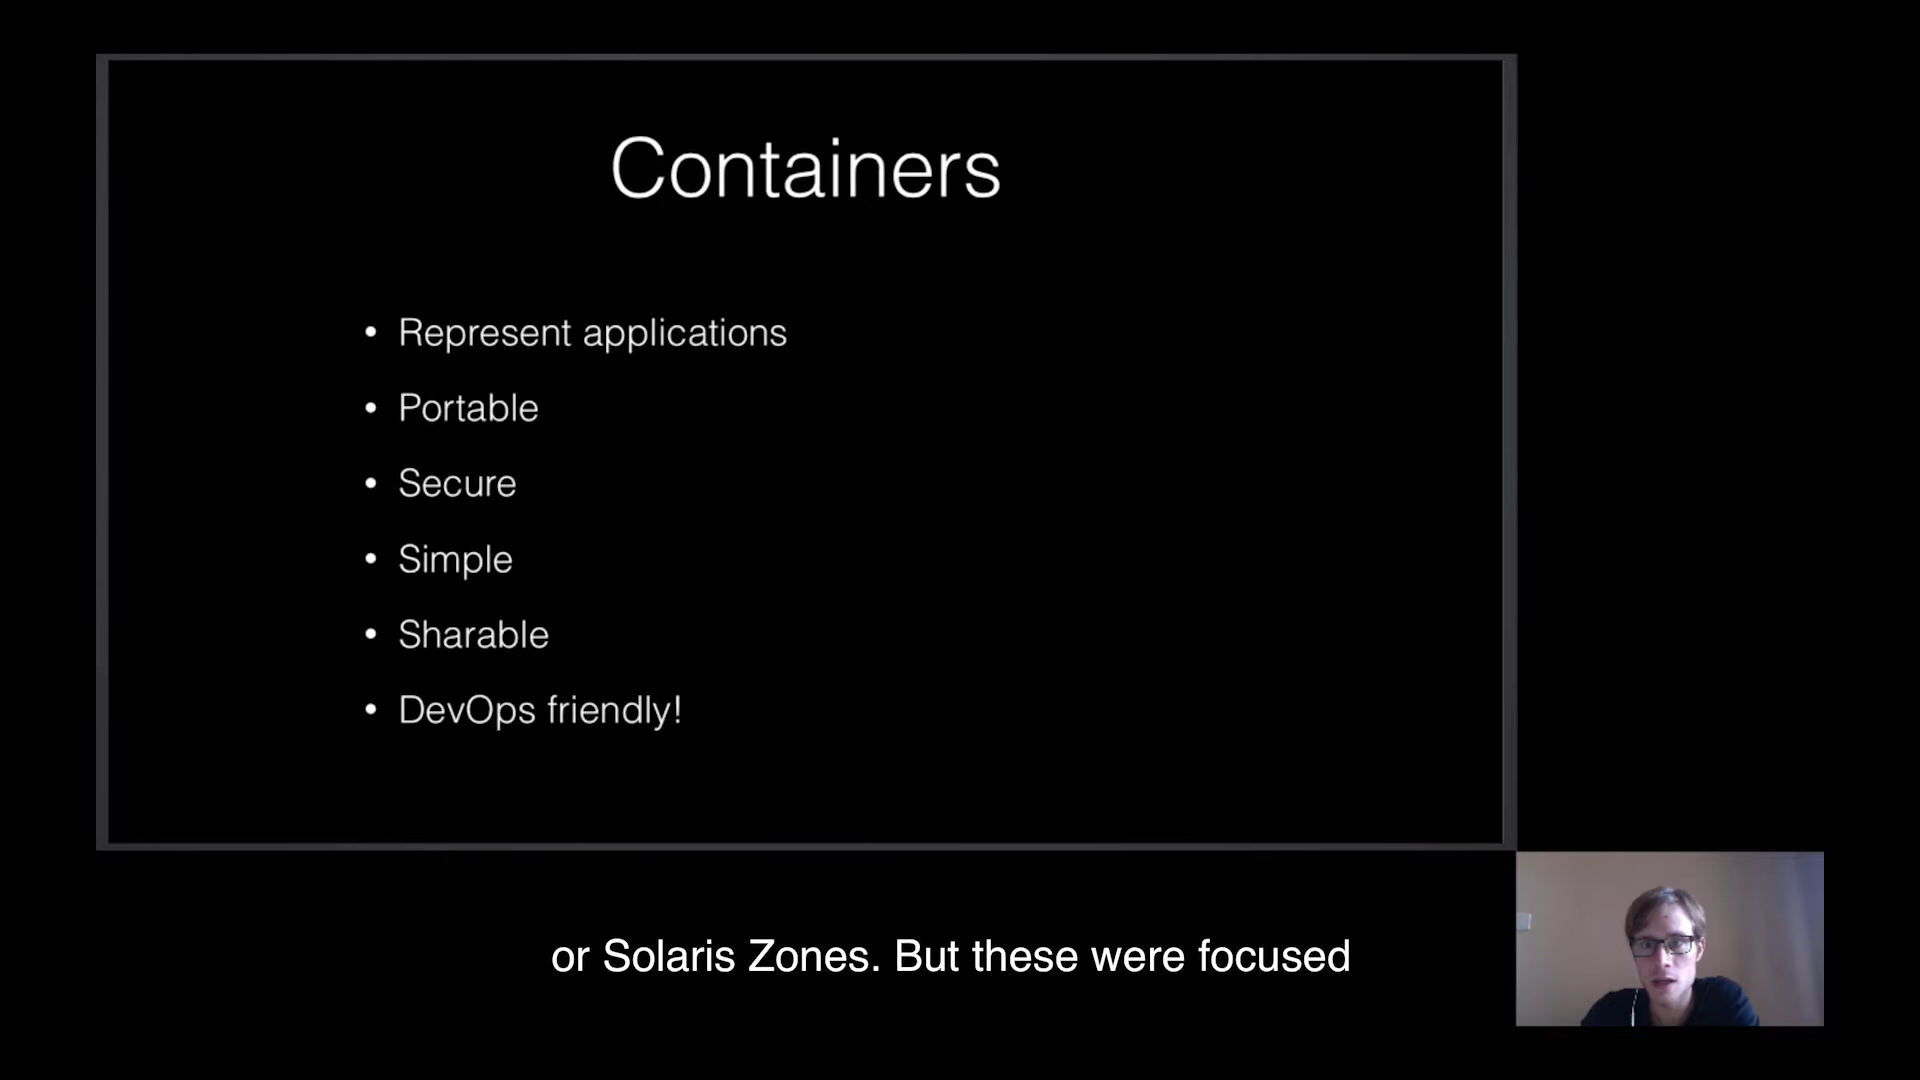 Containers
• Represent applications
• Portable
• Secure
• Simple
• Sharable
• DevOps friendly!
or Solaris Zones. But these were focused